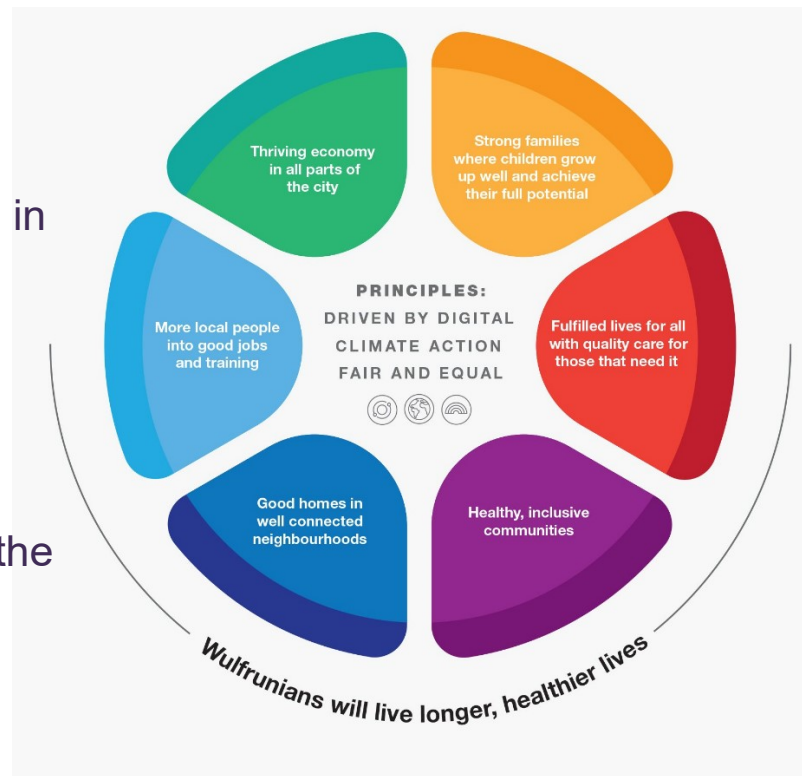 in
the
Thriving economy
in all parts of
the city
Strong families
where children grow
up well and achieve
their full potential
More local people
into good jobs
and training
PRINCIPLES:
DRIVEN BY DIGITAL
CLIMATE ACTION
FAIR AND EQUAL
Fulfilled lives for all
with quality care for
those that need it
Good homes in
well connected
neighbourhoods
Healthy, inclusive
communities
Wulfrunians will live longer, healthier lives